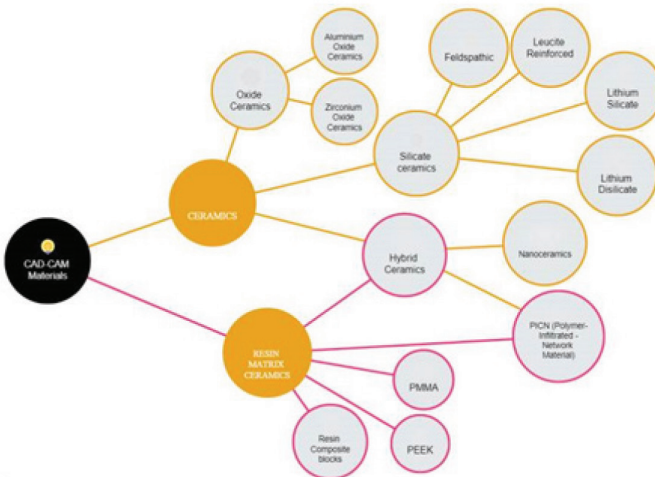 Aluminium
Oxide
Ceramics
Oxide
Ceramics
Zirconium
Oxide
Ceramics
Feldspathic
Leucite
Reinforced
Lithium
Silicate
Silicate
ceramics
Lithium
Disilicate
CERAMICS
CAD-CAM
Materials
Hybrid
Ceramics
Nanoceramics
PICN (Polymer-
Infiltrated -
Network
Material)
RESIN
MATRIX
CERAMICS
PMMA
Resin
Composite
blocks
PEEK